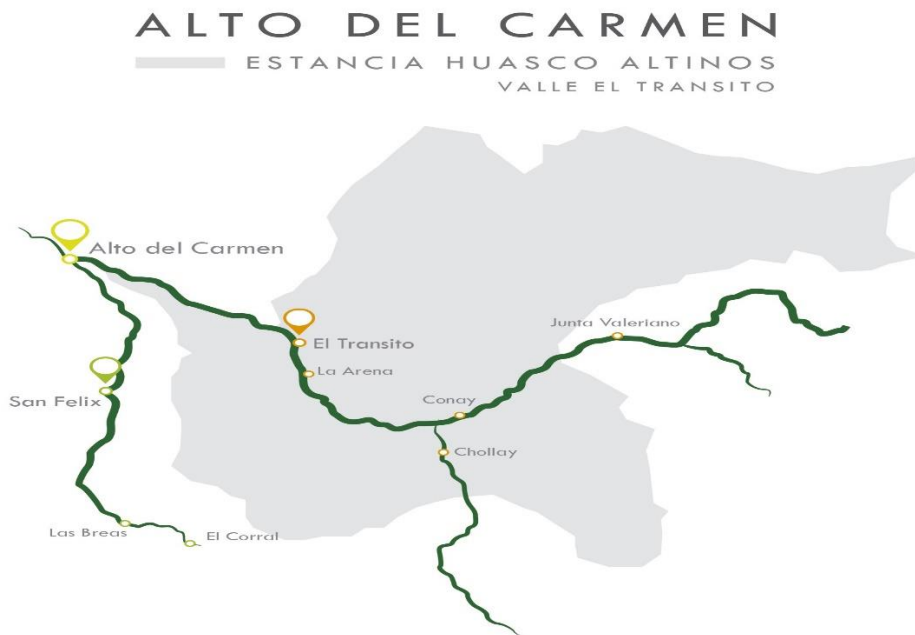 ALTO DEL CARMEN
ESTANCIA HUASCO ALTINOS
VALLE EL TRANSITO
Alto del Carmen
Junta Valeriano
El Transito
La Arena
San Felix
Conay
Chollay
Las Breas
El Corral